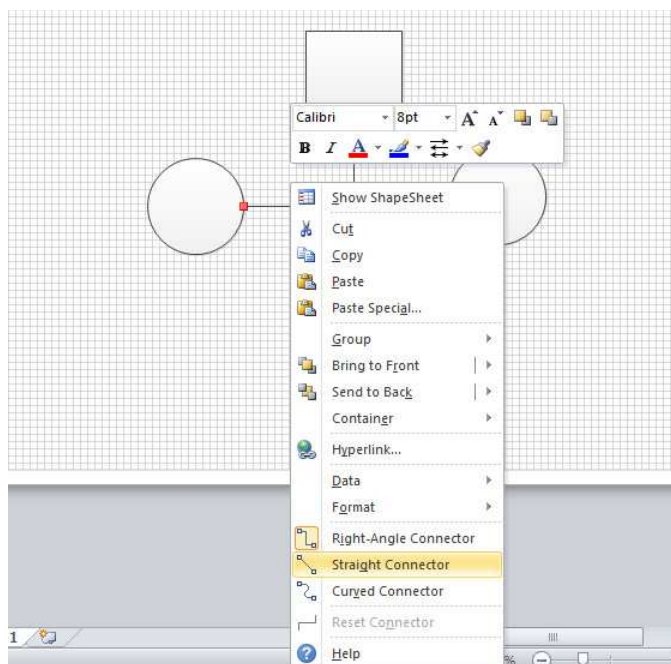 Calibri 8pt A A
B I A
Show ShapeSheet
Cut
Copy
Paste
Paste Special...
Group
Bring to Front
Send to Back
Container
Hyperlink...
Data
Format
Right-Angle Connector
Straight Connector
Curved Connector
Reset Connector
Help
1
%